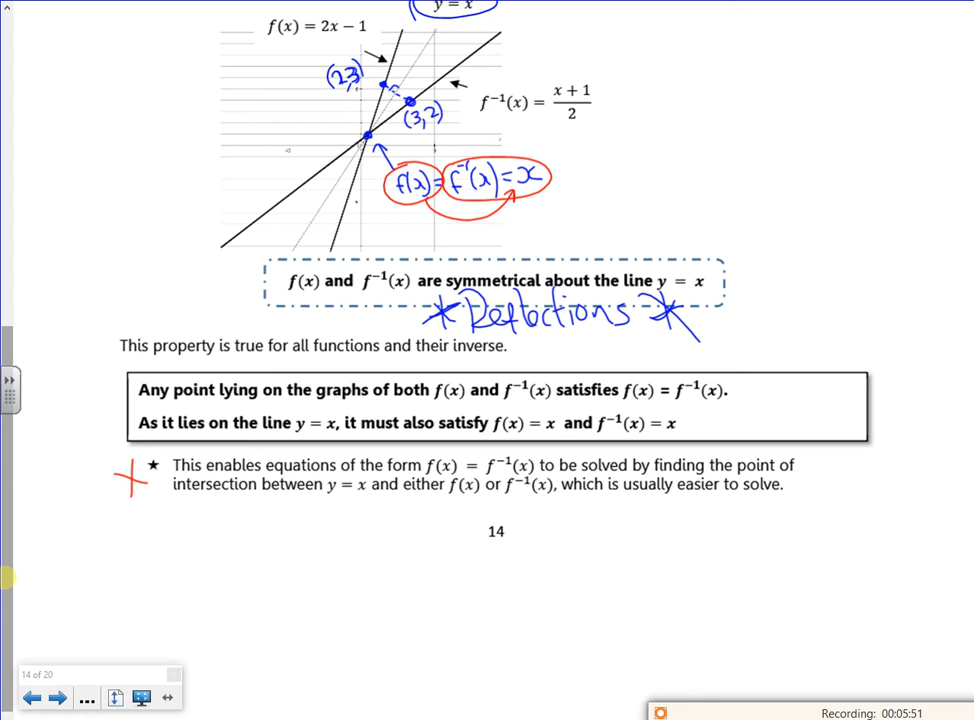 y = x
f(x) = 2x − 1
(2,3)
f⁻¹(x) = x + 1 / 2
(3,2)
f(x) = f⁻¹(x) = x
f(x) and f⁻¹(x) are symmetrical about the line y = x
* Reflections *
This property is true for all functions and their inverse.
Any point lying on the graphs of both f(x) and f⁻¹(x) satisfies f(x) = f⁻¹(x).
As it lies on the line y = x, it must also satisfy f(x) = x and f⁻¹(x) = x
★ This enables equations of the form f(x) = f⁻¹(x) to be solved by finding the point of
intersection between y = x and either f(x) or f⁻¹(x), which is usually easier to solve.
14
14 of 20
...
Recording: 00:05:51